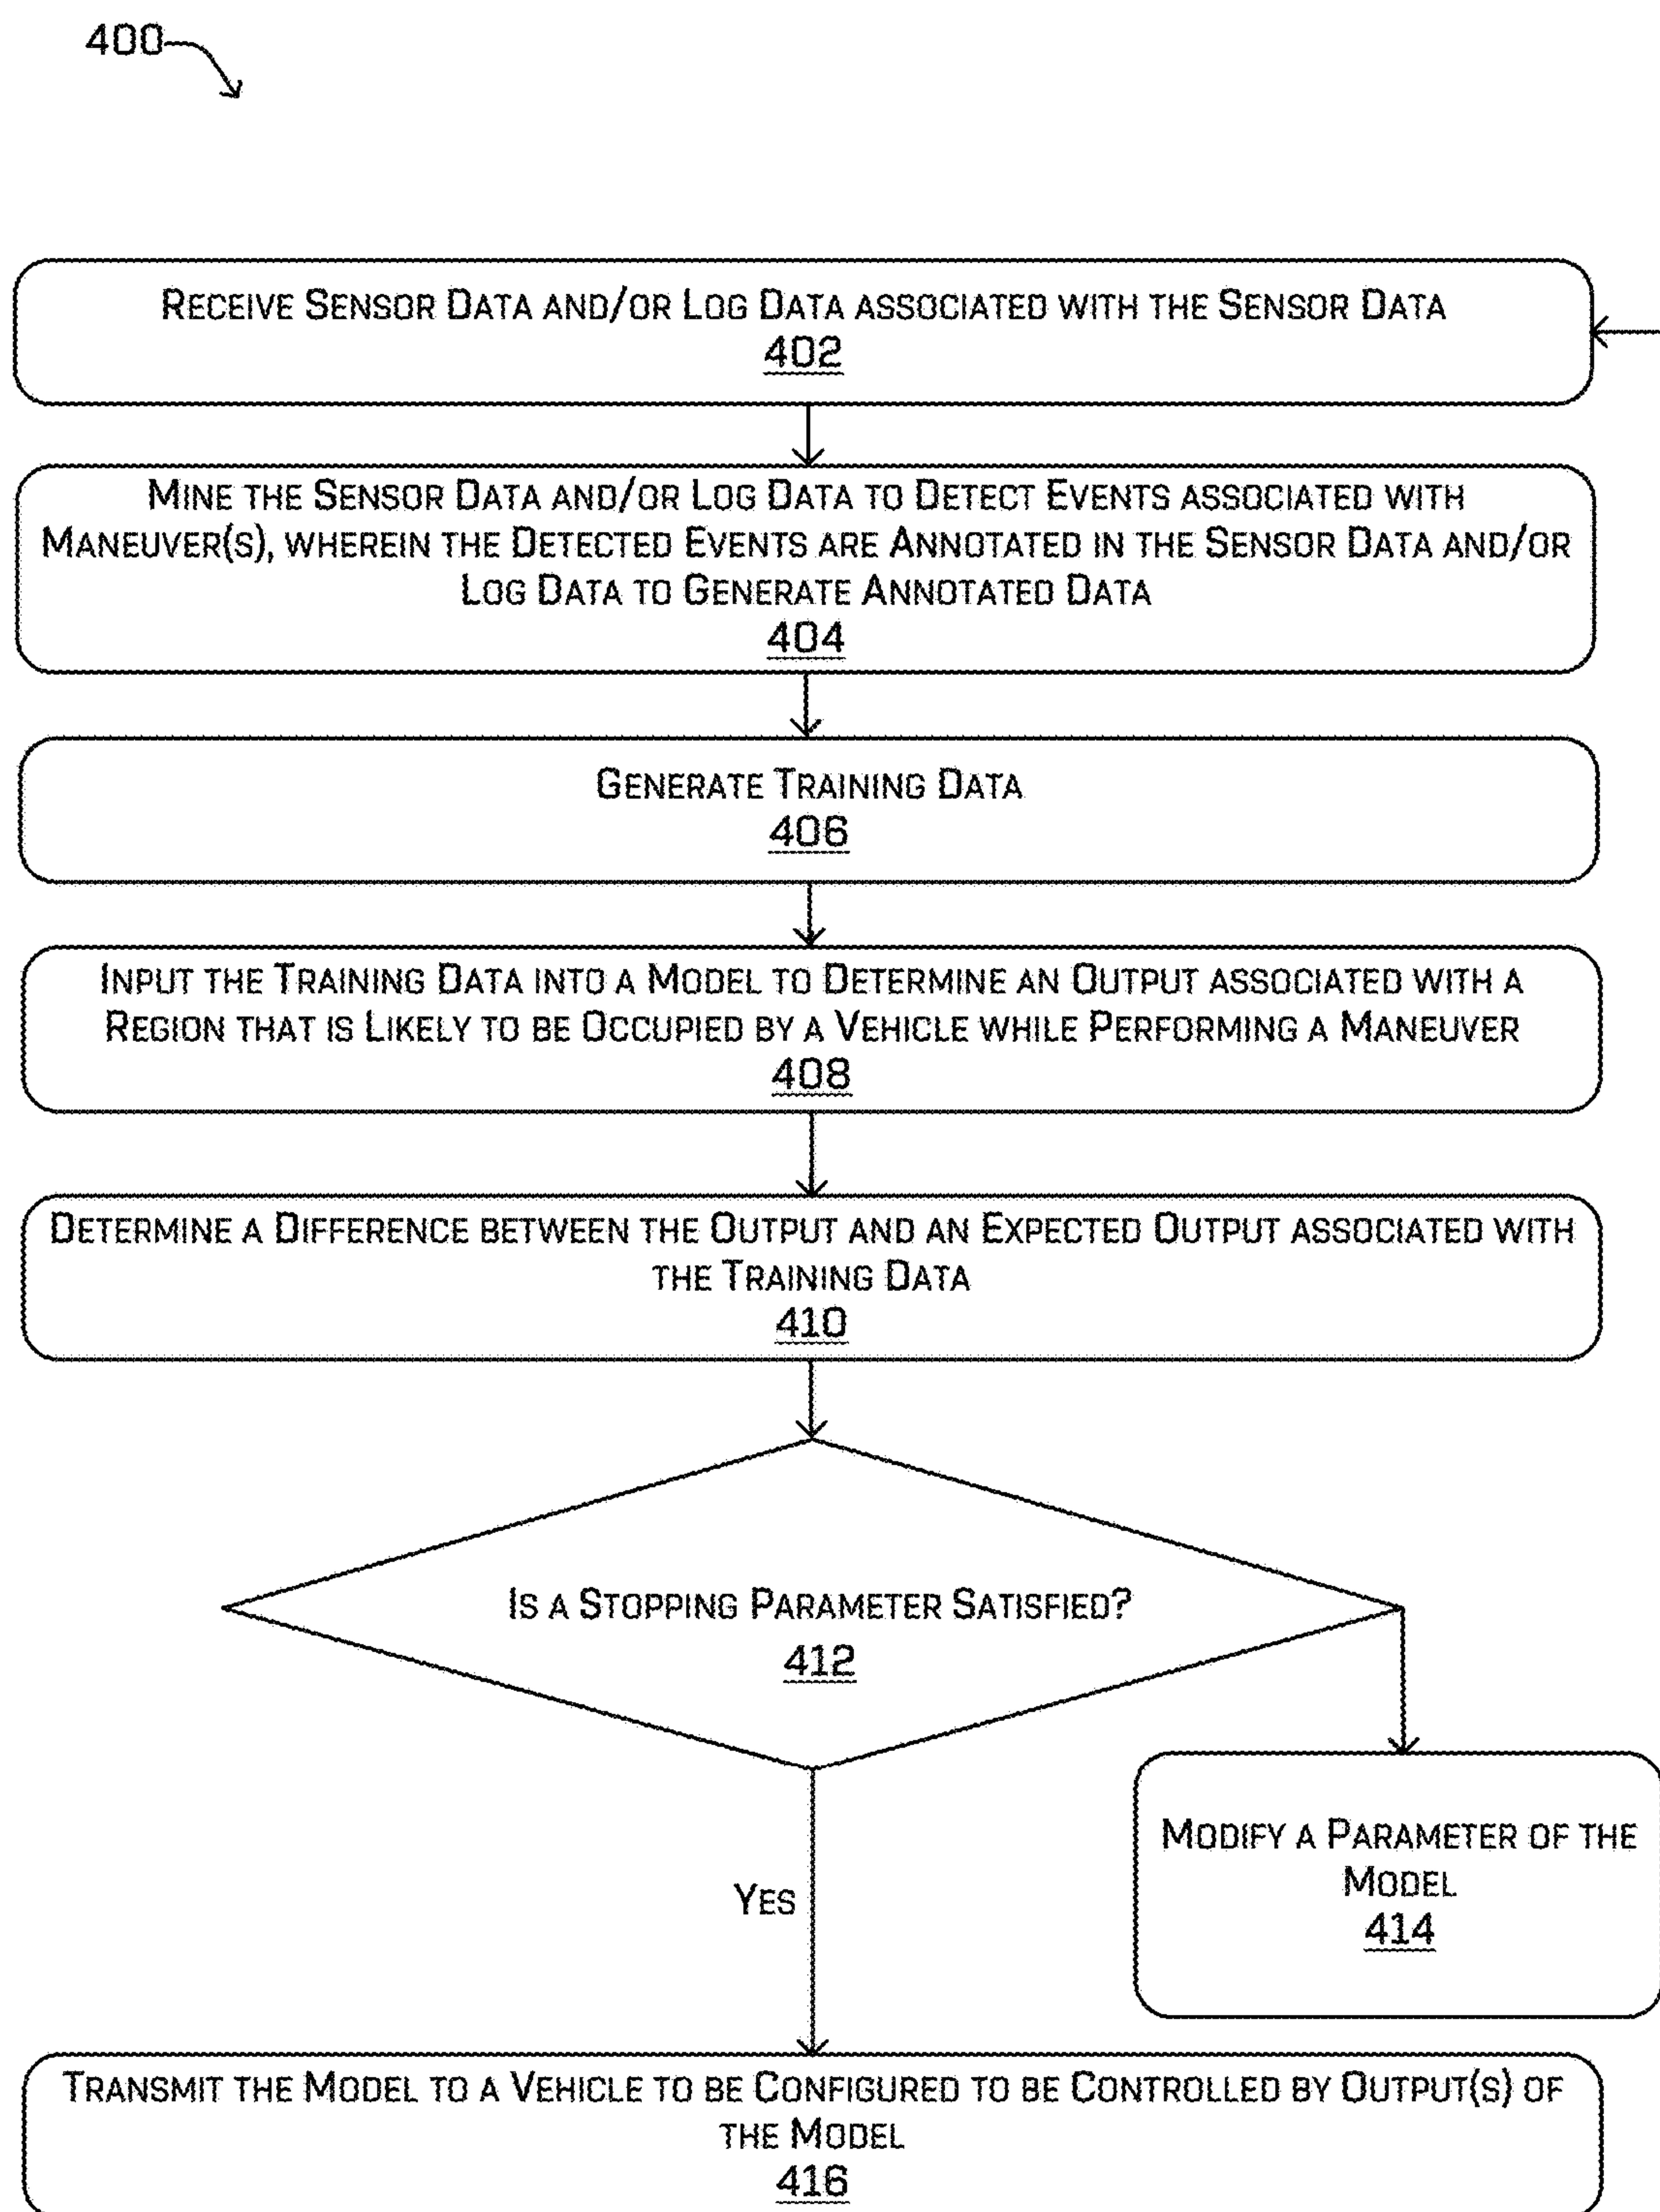 400
Receive Sensor Data and/or Log Data associated with the Sensor Data
402
Mine the Sensor Data and/or Log Data to Detect Events associated with
Maneuver(s), wherein the Detected Events are Annotated in the Sensor Data and/or
Log Data to Generate Annotated Data
404
Generate Training Data
406
Input the Training Data into a Model to Determine an Output associated with a
Region that is Likely to be Occupied by a Vehicle while Performing a Maneuver
408
Determine a Difference between the Output and an Expected Output associated with
the Training Data
410
Is a Stopping Parameter Satisfied?
412
Modify a Parameter of the
Model
414
Yes
Transmit the Model to a Vehicle to be Configured to be Controlled by Output(s) of
the Model
416